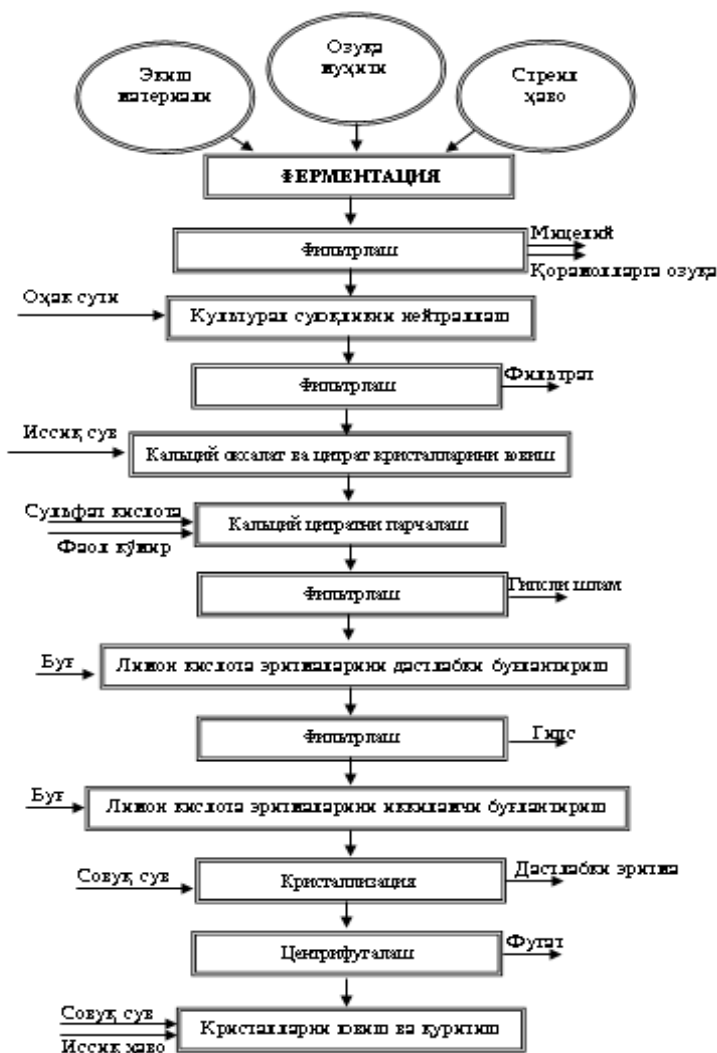 Экиш
материали
Озуқа
муҳити
Стреил
ҳаво
ФЕРМЕНТАЦИЯ
Фильтрлаш
Мицелий
Қорамолларга озуқа
Оҳак сути
Культурал суюқликни нейтраллаш
Фильтрлаш
Фильтрат
Иссиқ сув
Кальций оксалат ва цитрат кристалларини ювиш
Сульфат кислота
Фаол кўмир
Кальций цитратни парчалаш
Фильтрлаш
Гипсли шлам
Буғ
Лимон кислота эритмаларини дастлабки буғлантириш
Фильтрлаш
Гипс
Буғ
Лимон кислота эритмаларини иккиламчи буғлантириш
Совуқ сув
Кристаллизация
Дастлабки эритма
Центрифугалаш
Фугат
Совуқ сув
Иссиқ ҳаво
Кристалларни ювиш ва қуритиш